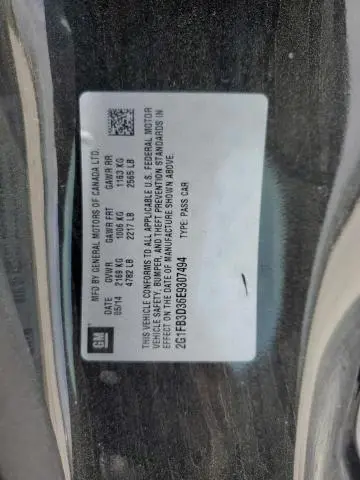 MFD BY GENERAL MOTORS OF CANADA LTD.
DATE GVWR GAWR FRT GAWR RR
05/14 2169 KG 1006 KG 1163 KG
4782 LB 2217 LB 2565 LB
THIS VEHICLE CONFORMS TO ALL APPLICABLE U.S. FEDERAL MOTOR
VEHICLE SAFETY, BUMPER, AND THEFT PREVENTION STANDARDS IN
EFFECT ON THE DATE OF MANUFACTURE SHOWN ABOVE.
2G1FB3D36E9307494 TYPE: PASS CAR
GM